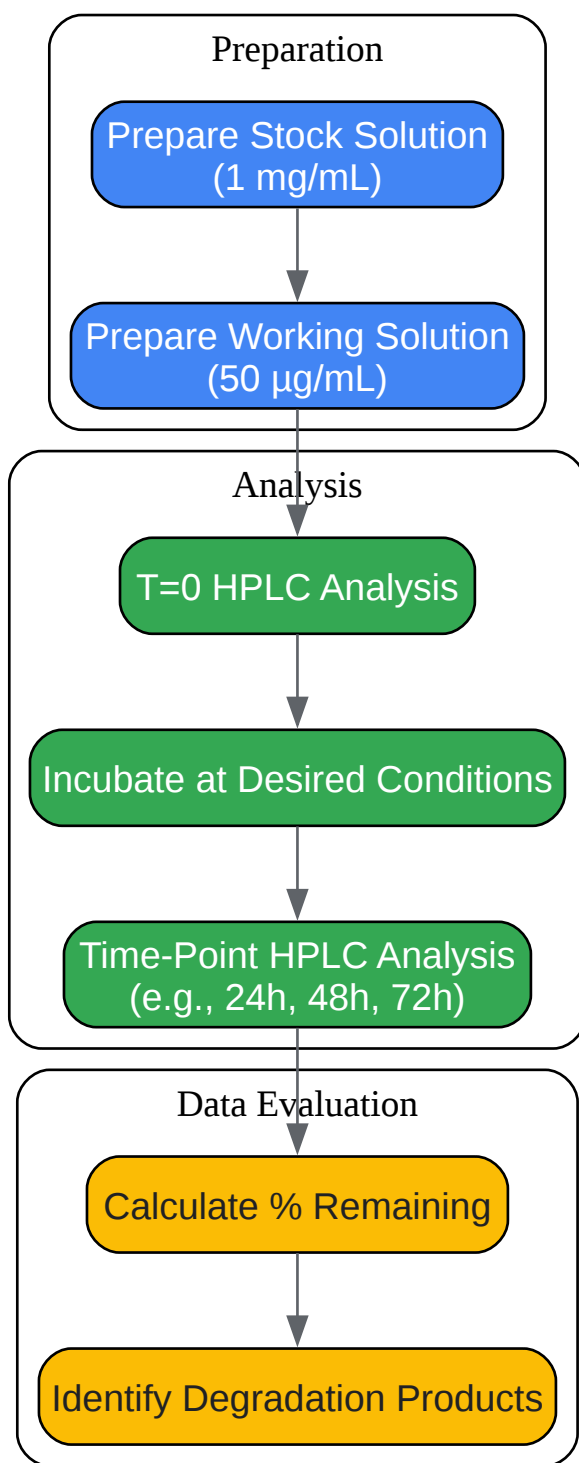 Preparation
Prepare Stock Solution
(1 mg/mL)
Prepare Working Solution
(50 µg/mL)
Analysis
T=0 HPLC Analysis
Incubate at Desired Conditions
Time-Point HPLC Analysis
(e.g., 24h, 48h, 72h)
Data Evaluation
Calculate % Remaining
Identify Degradation Products